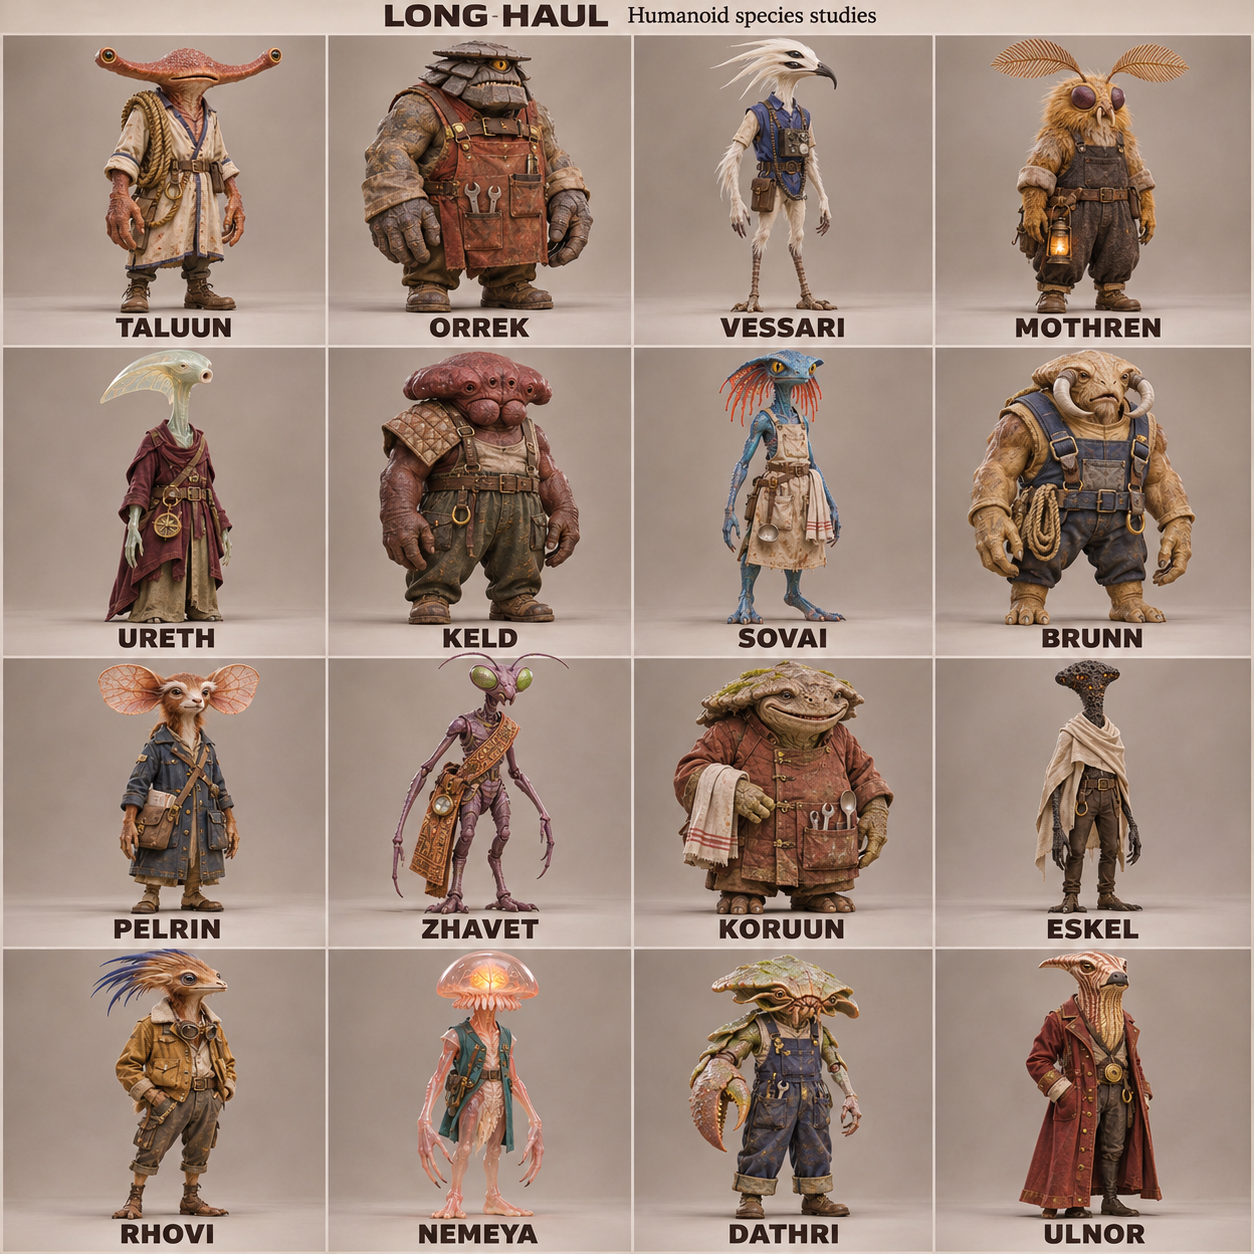 LONG-HAUL Humanoid species studies
TALUUN
ORREK
VESSARI
MOTHREN
URETH
KELD
SOVAI
BRUNN
PELRIN
ZHAVET
KORUUN
ESKEL
RHOVI
NEMEYA
DATHRI
ULNOR